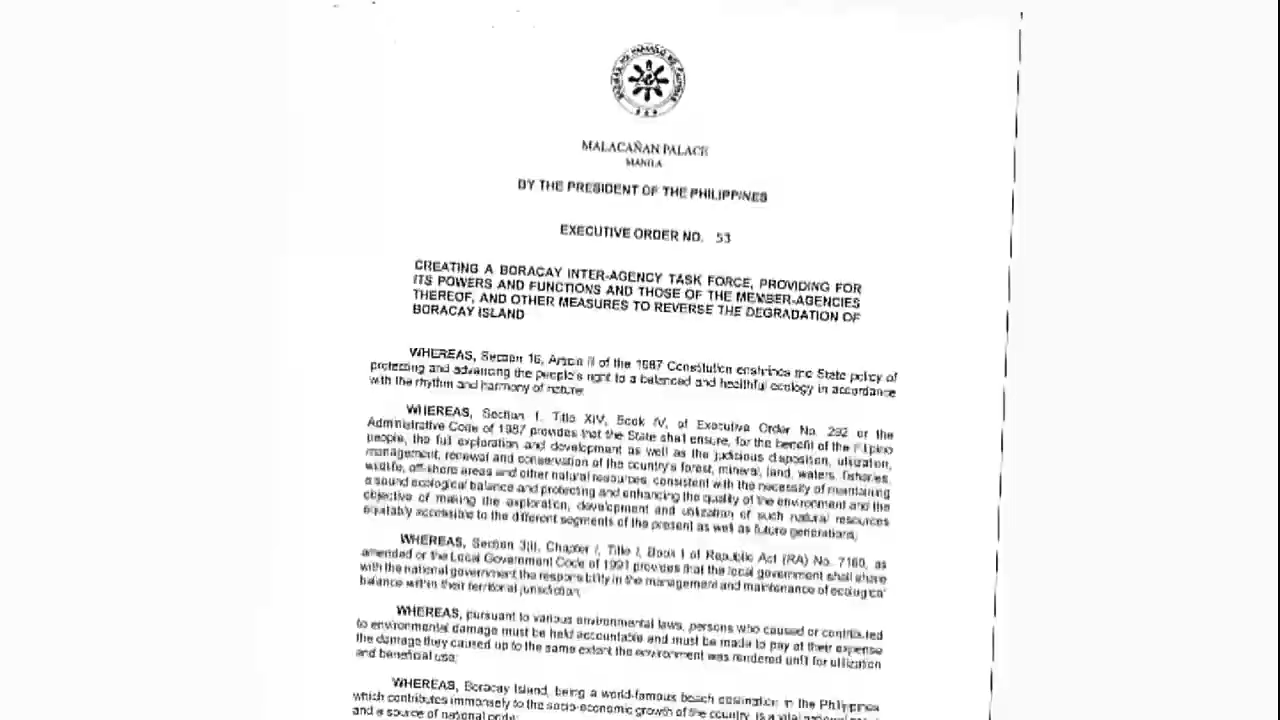 MALACAÑAN PALACE
MANILA
BY THE PRESIDENT OF THE PHILIPPINES
EXECUTIVE ORDER NO. 53
CREATING A BORACAY INTER-AGENCY TASK FORCE, PROVIDING FOR
ITS POWERS AND FUNCTIONS AND THOSE OF THE MEMBER-AGENCIES
THEREOF, AND OTHER MEASURES TO REVERSE THE DEGRADATION OF
BORACAY ISLAND
WHEREAS, Section 16, Article II of the 1987 Constitution enshrines the State policy of
protecting and advancing the people's right to a balanced and healthful ecology in accordance
with the rhythm and harmony of nature;
WHEREAS, Section 1, Title XIV, Book IV, of Executive Order No. 292 or the
Administrative Code of 1987 provides that the State shall ensure, for the benefit of the Filipino
people, the full exploration and development as well as the judicious disposition, utilization,
management, renewal and conservation of the country's forest, mineral, land, waters, fisheries,
wildlife, off-shore areas and other natural resources, consistent with the necessity of maintaining
a sound ecological balance and protecting and enhancing the quality of the environment and the
objective of making the exploration, development and utilization of such natural resources
equitably accessible to the different segments of the present as well as future generations;
WHEREAS, Section 3(i), Chapter I, Title I, Book I of Republic Act (RA) No. 7160, as
amended or the Local Government Code of 1991 provides that the local government shall share
with the national government the responsibility in the management and maintenance of ecological
balance within their territorial jurisdiction;
WHEREAS, pursuant to various environmental laws, persons who caused or contributed
to environmental damage must be held accountable and must be made to pay at their expense
the damage they caused up to the same extent the environment was rendered unfit for utilization
and beneficial use;
WHEREAS, Boracay Island, being a world-famous beach destination in the Philippines
which contributes immensely to the socio-economic growth of the country, is a vital
and a source of national pride;